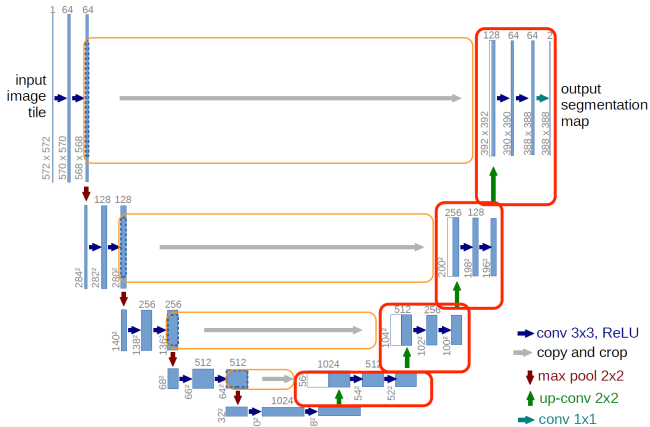 1 64 64
128 64 64 2
input
image
tile
output
segmentation
map
572 x 572
570 x 570
568 x 568
392 x 392
390 x 390
388 x 388
388 x 388
128 128
256 128
284²
282²
280²
200²
198²
196²
256 256
512 256
140²
138²
136²
104²
102²
100²
512 512
1024 512
68²
66²
64²
56²
54²
52²
1024
32²
0²
8²
conv 3x3, ReLU
copy and crop
max pool 2x2
up-conv 2x2
conv 1x1